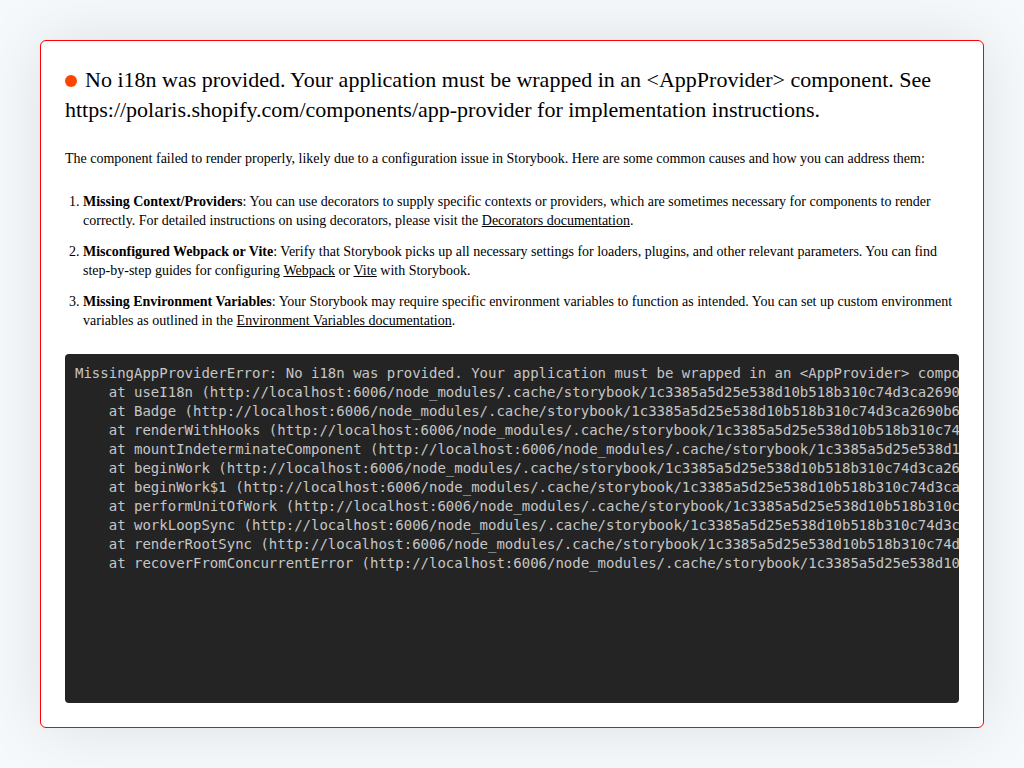 No i18n was provided. Your application must be wrapped in an <AppProvider> component. See
https://polaris.shopify.com/components/app-provider for implementation instructions.
The component failed to render properly, likely due to a configuration issue in Storybook. Here are some common causes and how you can address them:
1. Missing Context/Providers: You can use decorators to supply specific contexts or providers, which are sometimes necessary for components to render
correctly. For detailed instructions on using decorators, please visit the Decorators documentation.
2. Misconfigured Webpack or Vite: Verify that Storybook picks up all necessary settings for loaders, plugins, and other relevant parameters. You can find
step-by-step guides for configuring Webpack or Vite with Storybook.
3. Missing Environment Variables: Your Storybook may require specific environment variables to function as intended. You can set up custom environment
variables as outlined in the Environment Variables documentation.
MissingAppProviderError: No i18n was provided. Your application must be wrapped in an <AppProvider> compo
at useI18n (http://localhost:6006/node_modules/.cache/storybook/1c3385a5d25e538d10b518b310c74d3ca2690
at Badge (http://localhost:6006/node_modules/.cache/storybook/1c3385a5d25e538d10b518b310c74d3ca2690b6
at renderWithHooks (http://localhost:6006/node_modules/.cache/storybook/1c3385a5d25e538d10b518b310c74
at mountIndeterminateComponent (http://localhost:6006/node_modules/.cache/storybook/1c3385a5d25e538d1
at beginWork (http://localhost:6006/node_modules/.cache/storybook/1c3385a5d25e538d10b518b310c74d3ca26
at beginWork$1 (http://localhost:6006/node_modules/.cache/storybook/1c3385a5d25e538d10b518b310c74d3ca
at performUnitOfWork (http://localhost:6006/node_modules/.cache/storybook/1c3385a5d25e538d10b518b310c
at workLoopSync (http://localhost:6006/node_modules/.cache/storybook/1c3385a5d25e538d10b518b310c74d3c
at renderRootSync (http://localhost:6006/node_modules/.cache/storybook/1c3385a5d25e538d10b518b310c74d
at recoverFromConcurrentError (http://localhost:6006/node_modules/.cache/storybook/1c3385a5d25e538d10